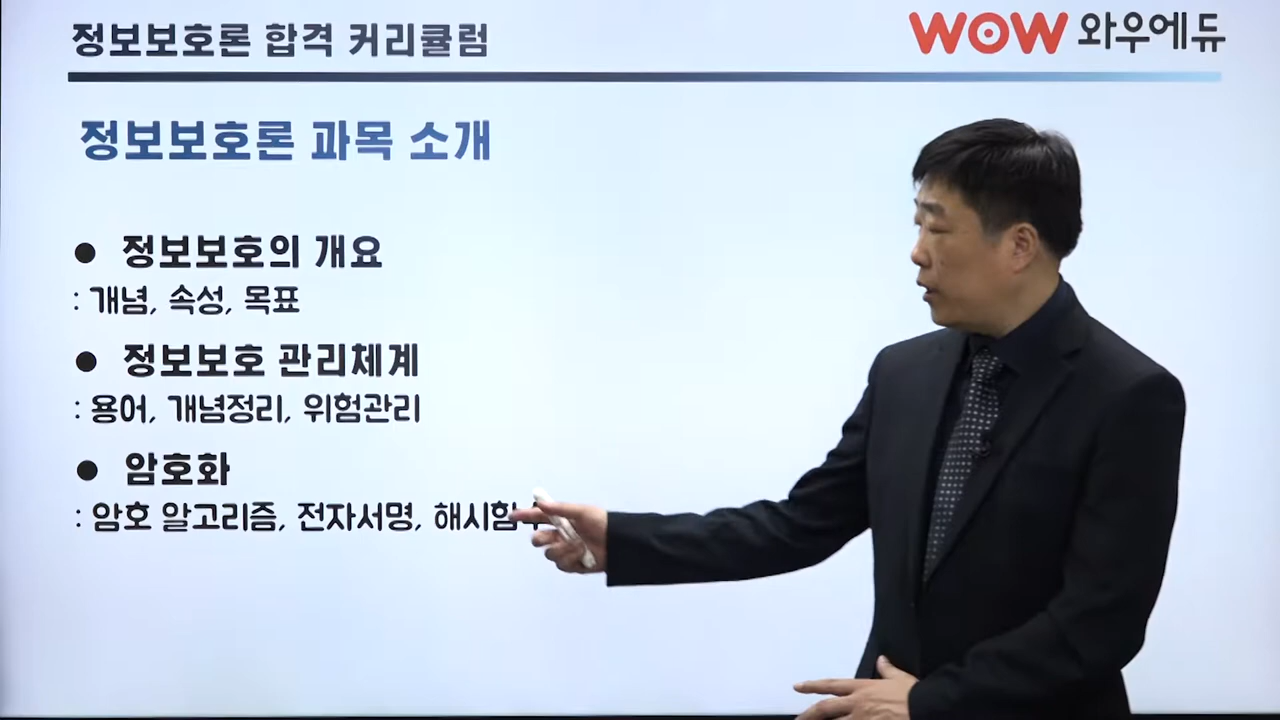 정보보호론 합격 커리큘럼
WOW 와우에듀
정보보호론 과목 소개
● 정보보호의 개요
: 개념, 속성, 목표
● 정보보호 관리체계
: 용어, 개념정리, 위험관리
● 암호화
: 암호 알고리즘, 전자서명,